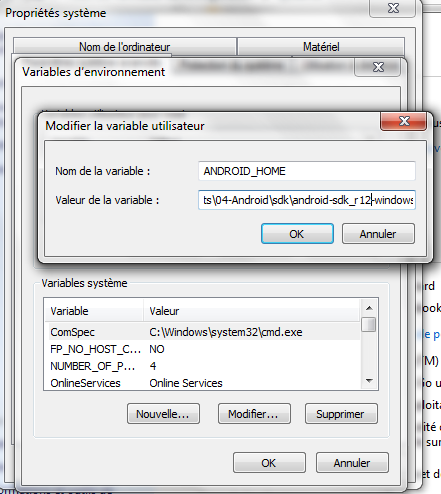 Propriétés système
Nom de l'ordinateur Matériel
Variables d'environnement
Modifier la variable utilisateur
Nom de la variable : ANDROID_HOME
Valeur de la variable : ts\04-Android\sdk\android-sdk_r12-windows
OK Annuler
Variables système
Variable Valeur
ComSpec C:\Windows\system32\cmd.exe
FP_NO_HOST_C... NO
NUMBER_OF_P... 4
OnlineServices Online Services
Nouvelle... Modifier... Supprimer
OK Annuler